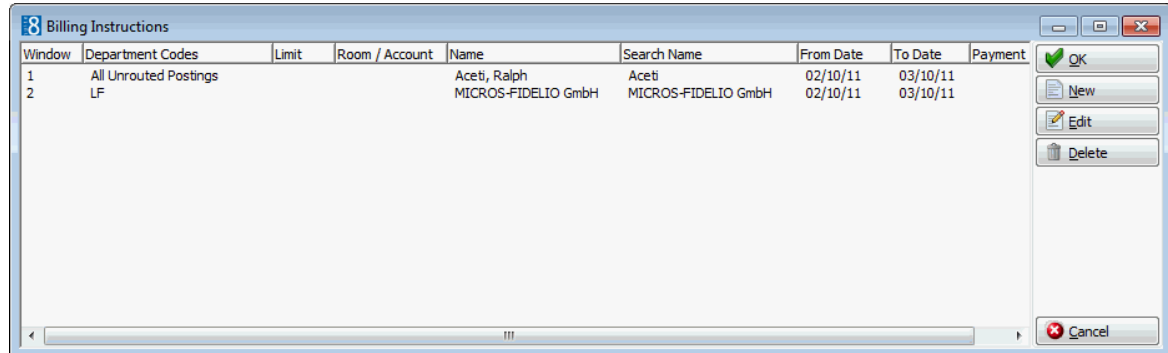 8 Billing Instructions
Window Department Codes Limit Room / Account Name Search Name From Date To Date Payment
1 All Unrouted Postings Aceti, Ralph Aceti 02/10/11 03/10/11
2 LF MICROS-FIDELIO GmbH MICROS-FIDELIO GmbH 02/10/11 03/10/11
OK
New
Edit
Delete
Cancel